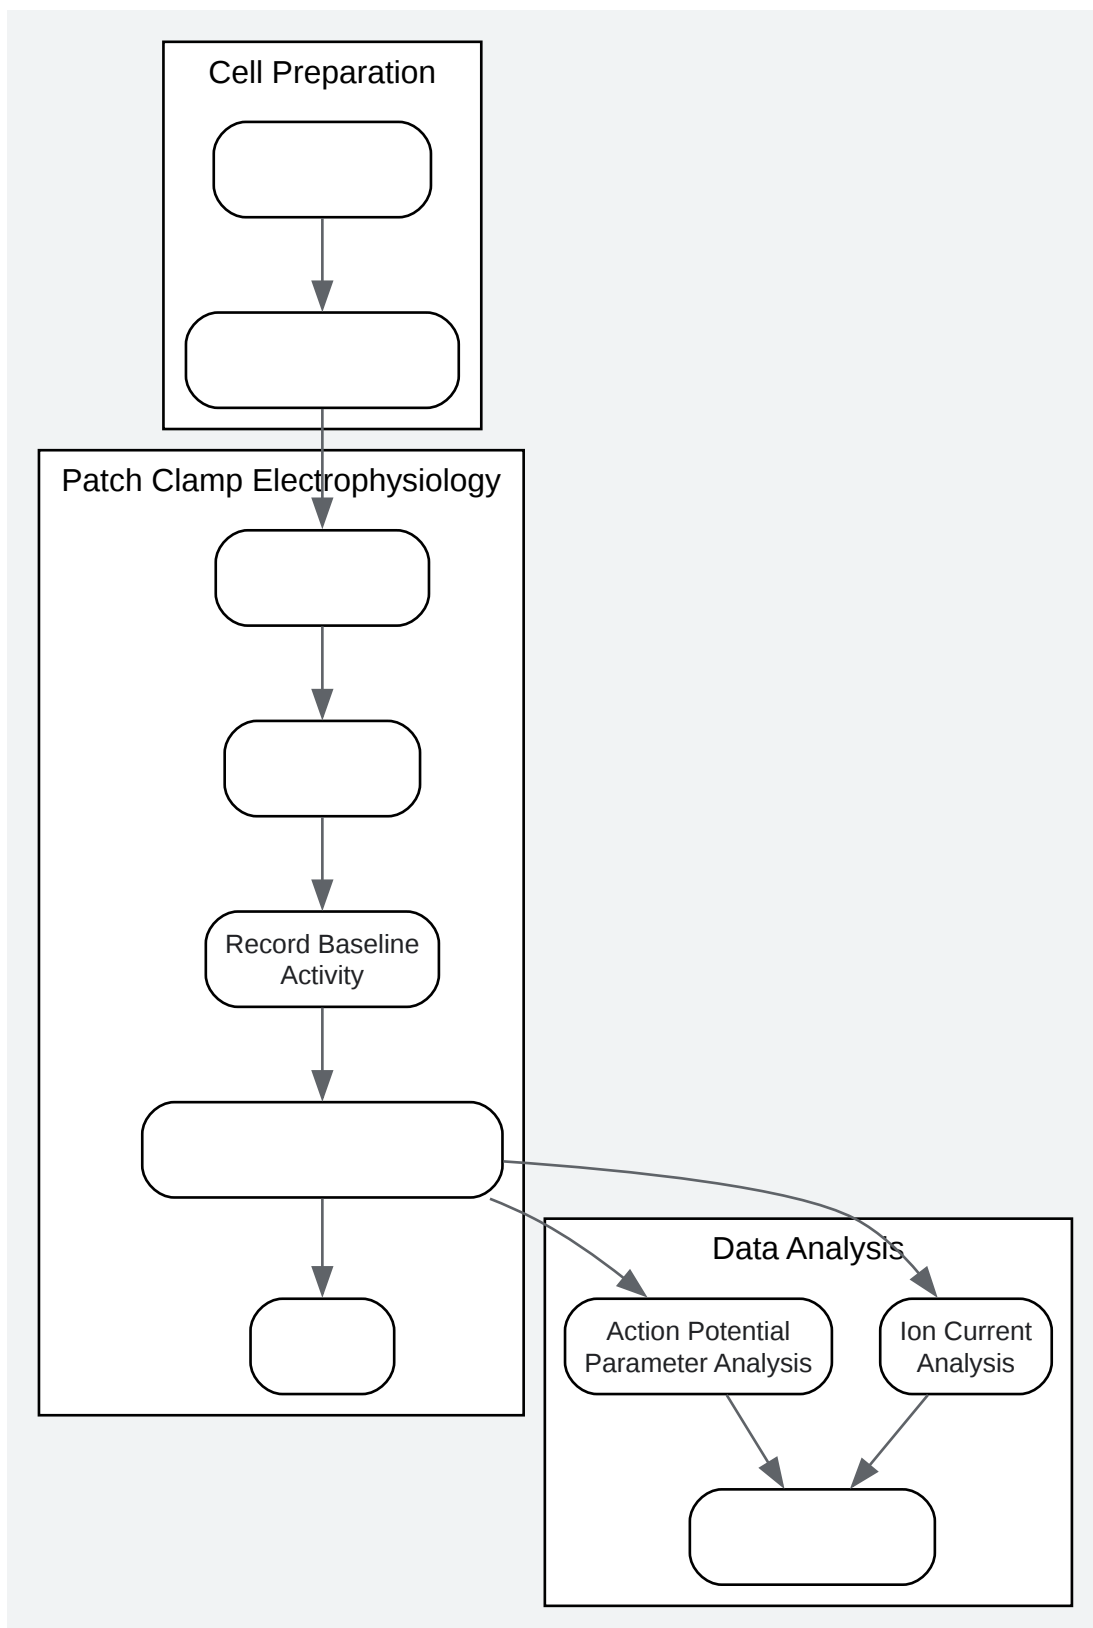 Cell Preparation
Patch Clamp Electrophysiology
Record Baseline
Activity
Data Analysis
Action Potential
Parameter Analysis
Ion Current
Analysis